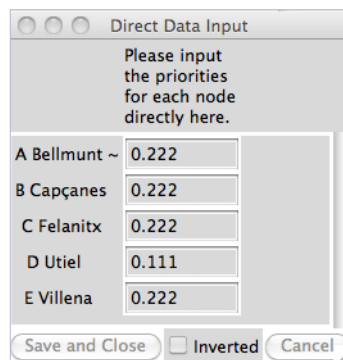 Direct Data Input
Please input
the priorities
for each node
directly here.
A Bellmunt ~ 0.222
B Capçanes 0.222
C Felanitx 0.222
D Utiel 0.111
E Villena 0.222
Save and Close Inverted Cancel